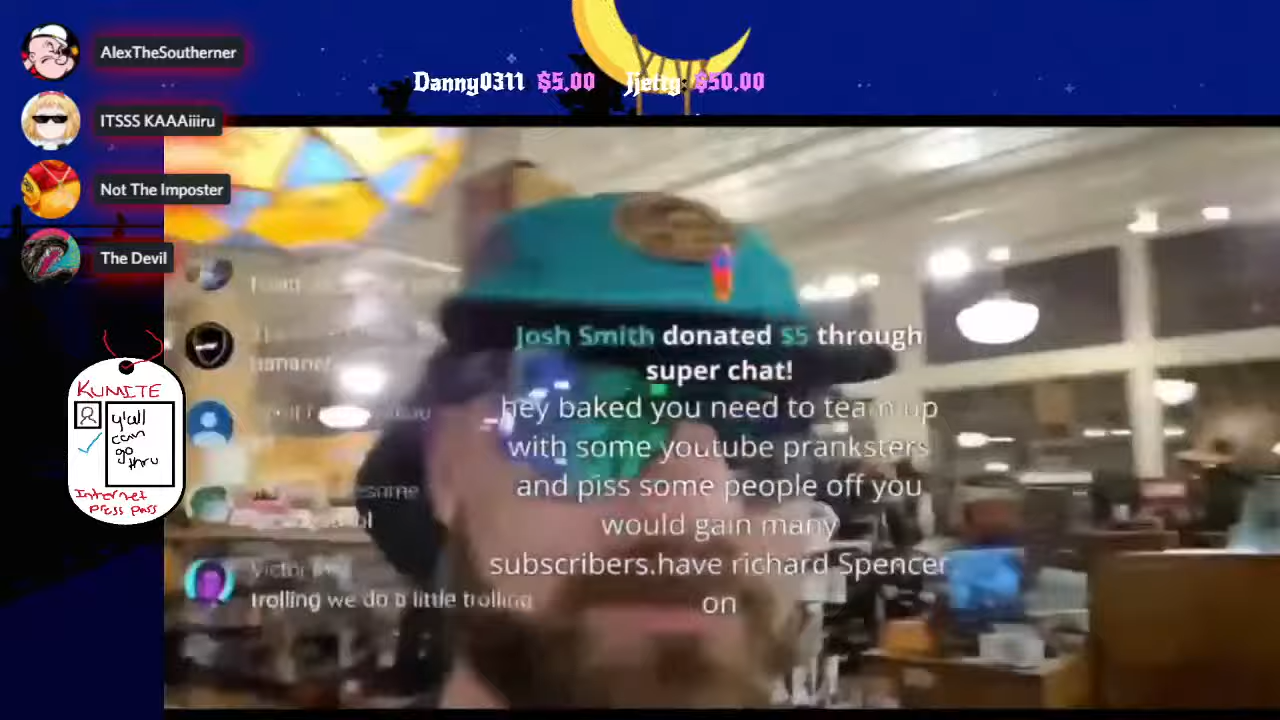 AlexTheSoutherner
Danny0311 $5.00 Jjetty $50.00
ITSSS KAAAiiiru
Not The Imposter
The Devil
KUMITE
y'all
can
go
thru
Internet
Press Pass
Josh Smith donated $5 through
super chat!
hey baked you need to team up
with some youtube pranksters
and piss some people off you
would gain many
subscribers.have richard Spencer
on
trolling we do a little trolling